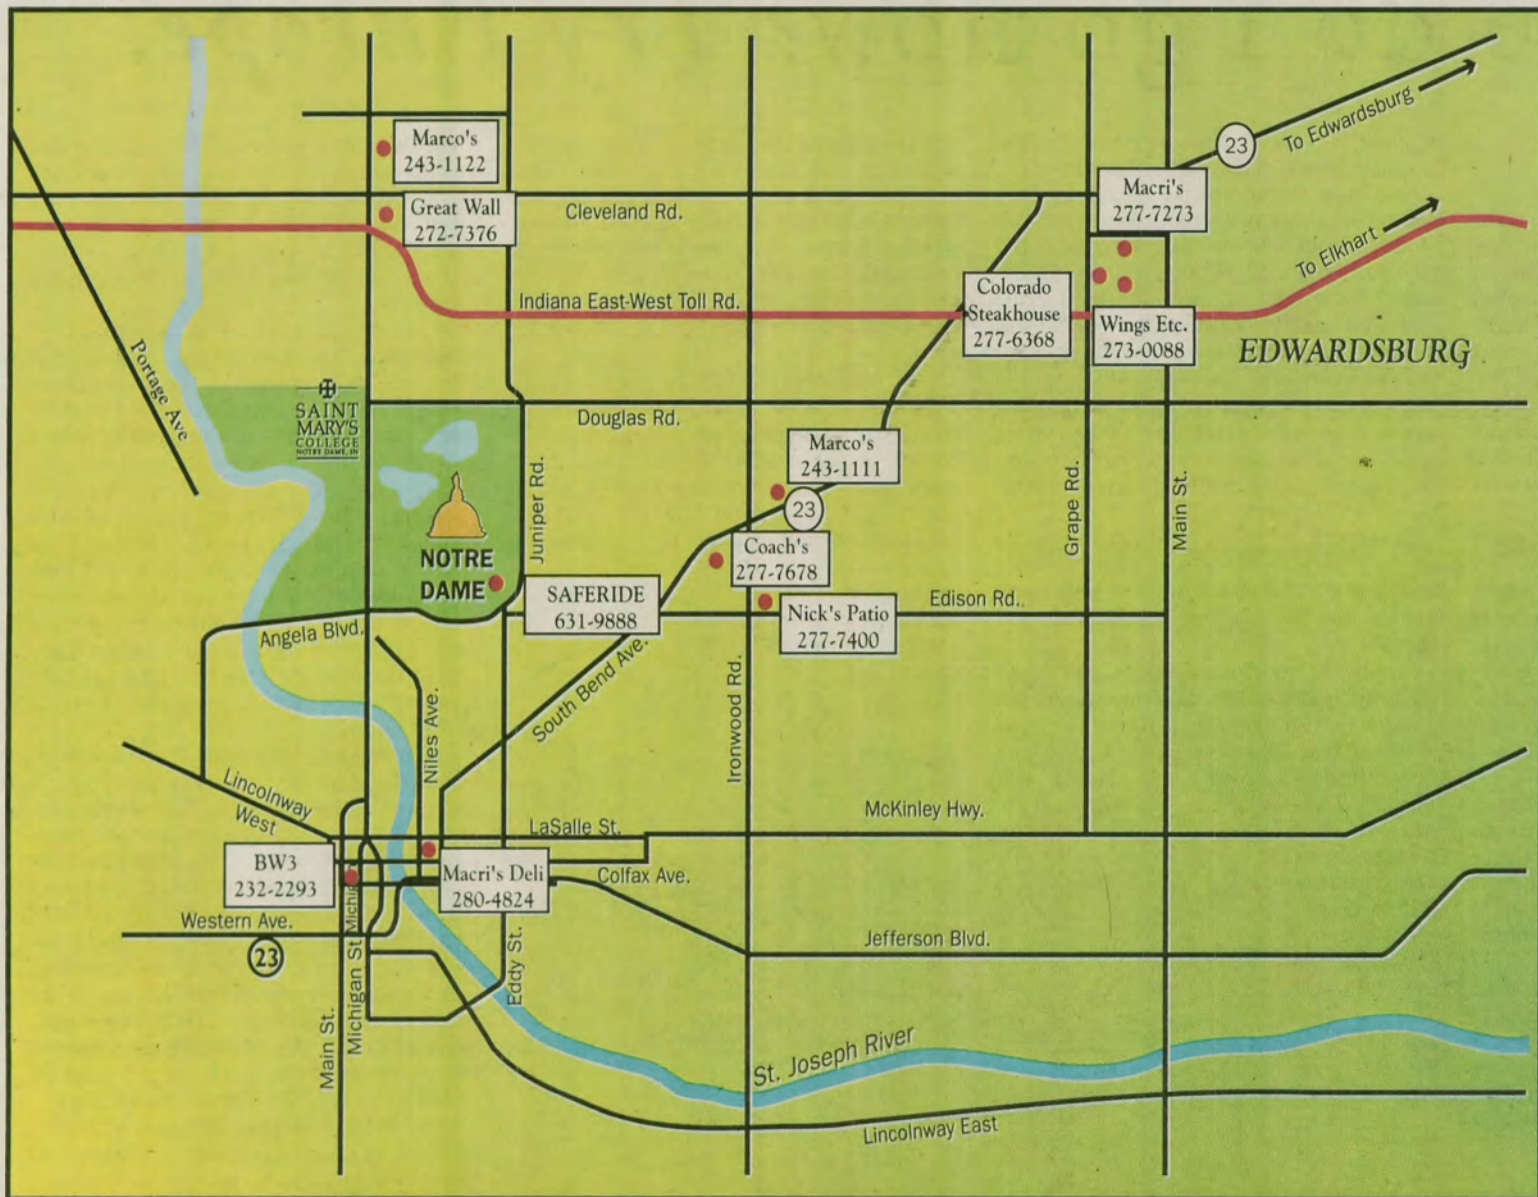 Marco's
243-1122
Great Wall
272-7376
Cleveland Rd.
23
To Edwardsburg
Macri's
277-7273
To Elkhart
Indiana East-West Toll Rd.
Colorado
Steakhouse
277-6368
Wings Etc.
273-0088
EDWARDSBURG
Portage Ave
SAINT
MARY'S
COLLEGE
NOTRE DAME, IN
Douglas Rd.
Marco's
243-1111
23
Juniper Rd.
Grape Rd.
Main St.
NOTRE
DAME
Coach's
277-7678
SAFERIDE
631-9888
Nick's Patio
277-7400
Edison Rd.
Angela Blvd.
South Bend Ave.
Niles Ave.
Ironwood Rd.
Lincolnway
West
LaSalle St.
McKinley Hwy.
BW3
232-2293
Macri's Deli
280-4824
Colfax Ave.
Western Ave.
23
Jefferson Blvd.
Michigan St
Main St.
Eddy St.
St. Joseph River
Lincolnway East